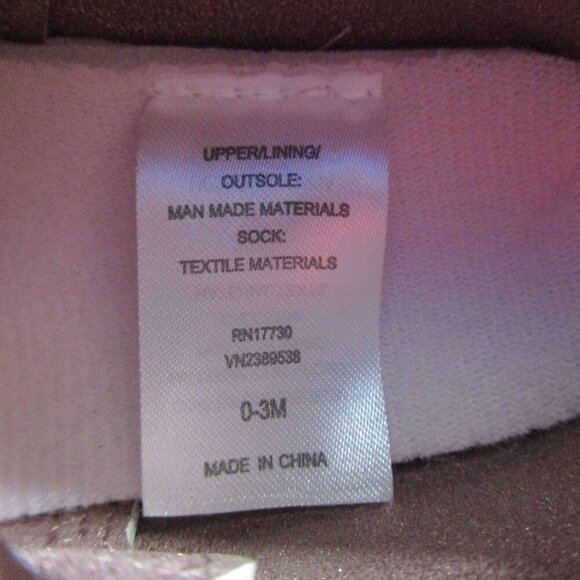 UPPER/LINING/
OUTSOLE:
MAN MADE MATERIALS
SOCK:
TEXTILE MATERIALS
RN17730
VN2389538
0-3M
MADE IN CHINA